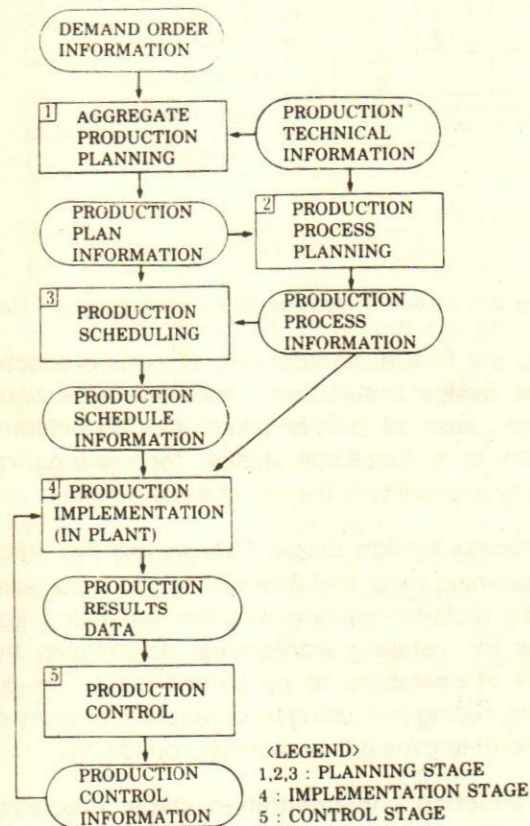 DEMAND ORDER
INFORMATION
1
AGGREGATE
PRODUCTION
PLANNING
PRODUCTION
TECHNICAL
INFORMATION
PRODUCTION
PLAN
INFORMATION
2
PRODUCTION
PROCESS
PLANNING
3
PRODUCTION
SCHEDULING
PRODUCTION
PROCESS
INFORMATION
PRODUCTION
SCHEDULE
INFORMATION
4 PRODUCTION
IMPLEMENTATION
(IN PLANT)
PRODUCTION
RESULTS
DATA
5
PRODUCTION
CONTROL
PRODUCTION
CONTROL
INFORMATION
<LEGEND>
1,2,3 : PLANNING STAGE
4 : IMPLEMENTATION STAGE
5 : CONTROL STAGE